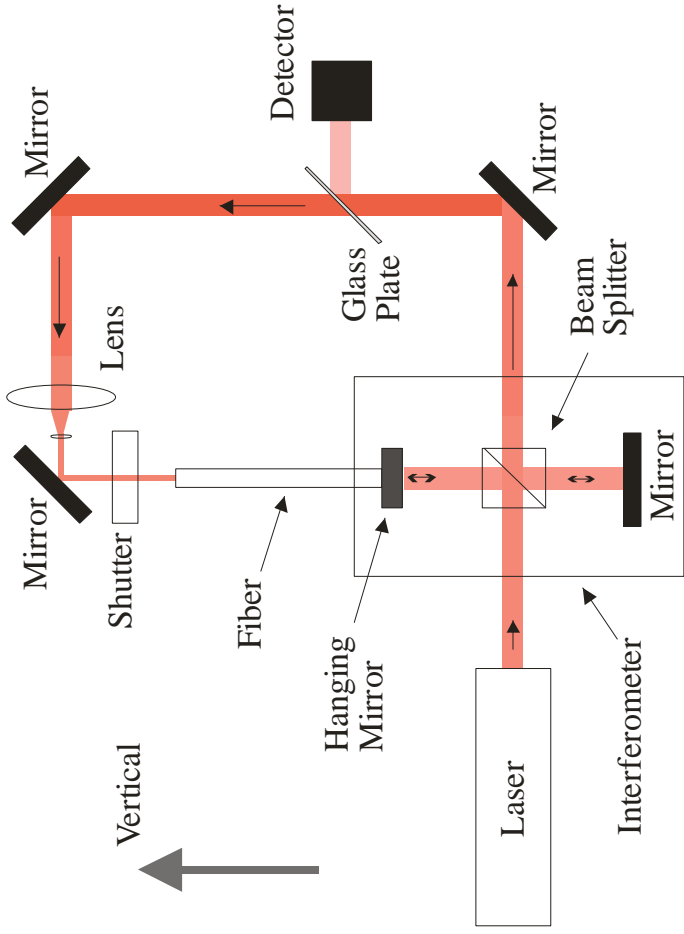 Mirror
Detector
Lens
Glass
Plate
Mirror
Mirror
Shutter
Beam
Splitter
Fiber
Hanging
Mirror
Mirror
Vertical
Laser
Interferometer